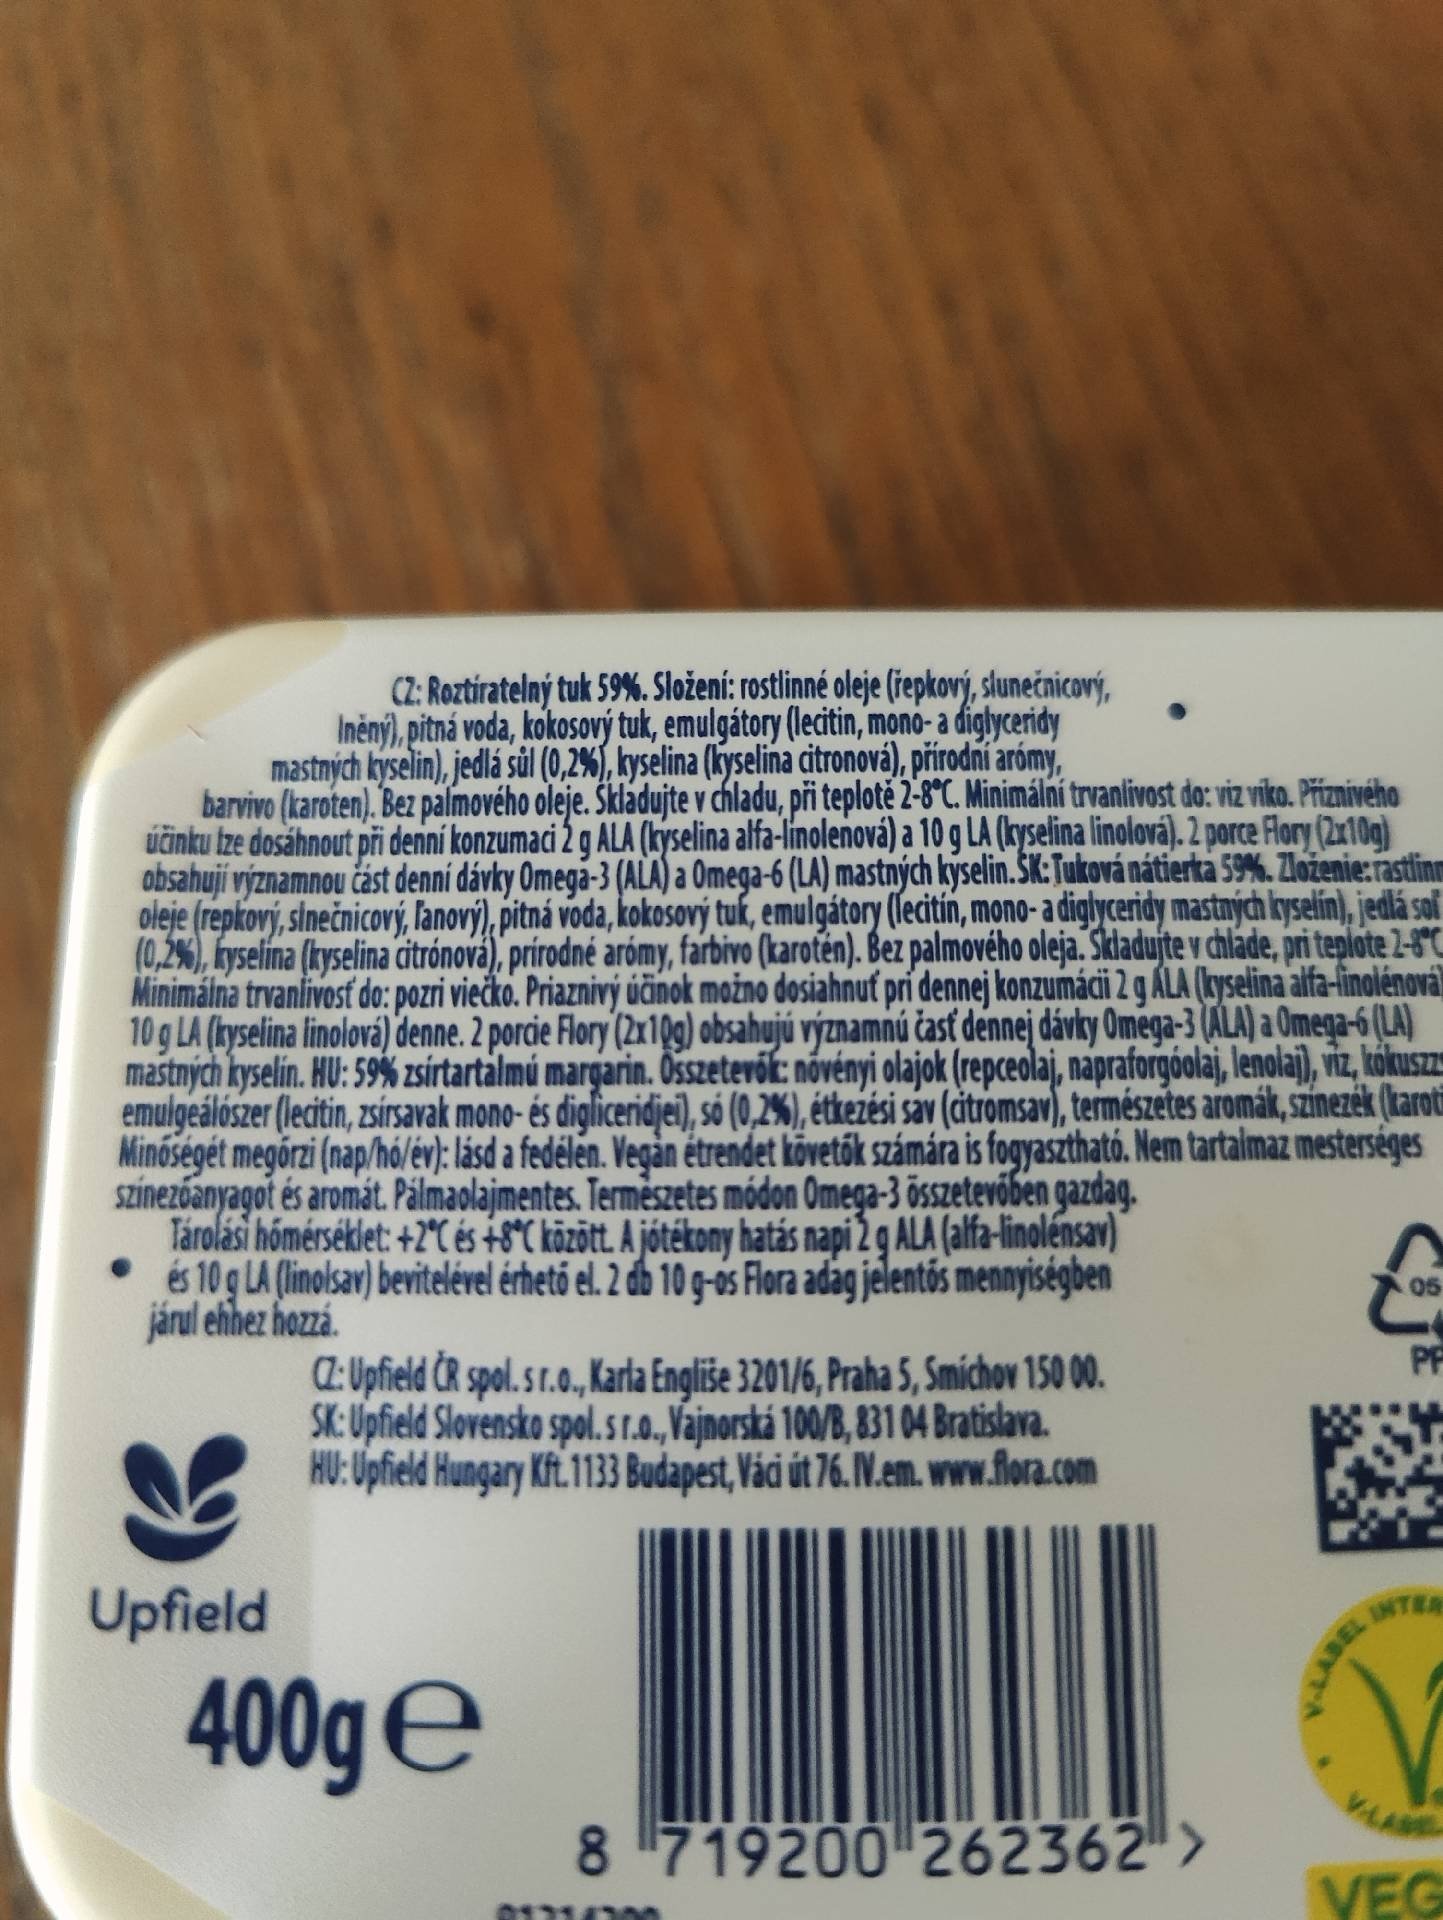 CZ: Roztíratelný tuk 59%. Složení: rostlinné oleje (řepkový, slunečnicový,
lněný), pitná voda, kokosový tuk, emulgátory (lecitin, mono- a diglyceridy
mastných kyselin), jedlá sůl (0,2%), kyselina (kyselina citronová), přírodní arómy,
barvivo (karoten). Bez palmového oleje. Skladujte v chladu, při teplotě 2-8°C. Minimální trvanlivost do: viz víko. Příznivého
účinku lze dosáhnout při denní konzumaci 2 g ALA (kyselina alfa-linolenová) a 10 g LA (kyselina linolová). 2 porce Flory (2x10g)
obsahují významnou část denní dávky Omega-3 (ALA) a Omega-6 (LA) mastných kyselin. SK: Tuková nátierka 59%. Zloženie: rastlinn
oleje (repkový, slnečnicový, ľanový), pitná voda, kokosový tuk, emulgátory (lecitín, mono- a diglyceridy mastných kyselín), jedlá soľ
(0,2%), kyselina (kyselina citrónová), prírodné arómy, farbivo (karotén). Bez palmového oleja. Skladujte v chlade, pri teplote 2-8°C
Minimálna trvanlivosť do: pozri viečko. Priaznivý účinok možno dosiahnuť pri dennej konzumácii 2 g ALA (kyselina alfa-linolénová)
10 g LA (kyselina linolová) denne. 2 porcie Flory (2x10g) obsahujú významnú časť dennej dávky Omega-3 (ALA) a Omega-6 (LA)
mastných kyselín. HU: 59% zsírtartalmú margarin. Összetevők: növényi olajok (repceolaj, napraforgóolaj, lenolaj), víz, kókuszzs
emulgeálószer (lecitin, zsírsavak mono- és digliceridjei), só (0,2%), étkezési sav (citromsav), természetes aromák, színezék (karoti
Minőségét megőrzi (nap/hó/év): lásd a fedélen. Vegán étrendet követők számára is fogyasztható. Nem tartalmaz mesterséges
színezőanyagot és aromát. Pálmaolajmentes. Természetes módon Omega-3 összetevőben gazdag.
Tárolási hőmérséklet: +2°C és +8°C között. A jótékony hatás napi 2 g ALA (alfa-linolénsav)
és 10 g LA (linolsav) bevitelével érhető el. 2 db 10 g-os Flora adag jelentős mennyiségben
járul ehhez hozzá.
CZ: Upfield ČR spol. s r.o., Karla Engliše 3201/6, Praha 5, Smíchov 150 00.
SK: Upfield Slovensko spol. s r.o., Vajnorská 100/B, 831 04 Bratislava.
HU: Upfield Hungary Kft. 1133 Budapest, Váci út 76. IV.em. www.flora.com
05
PP
Upfield
400g e
8 719200 262362 >
V-LABEL INTER
V-LABEL
VEG